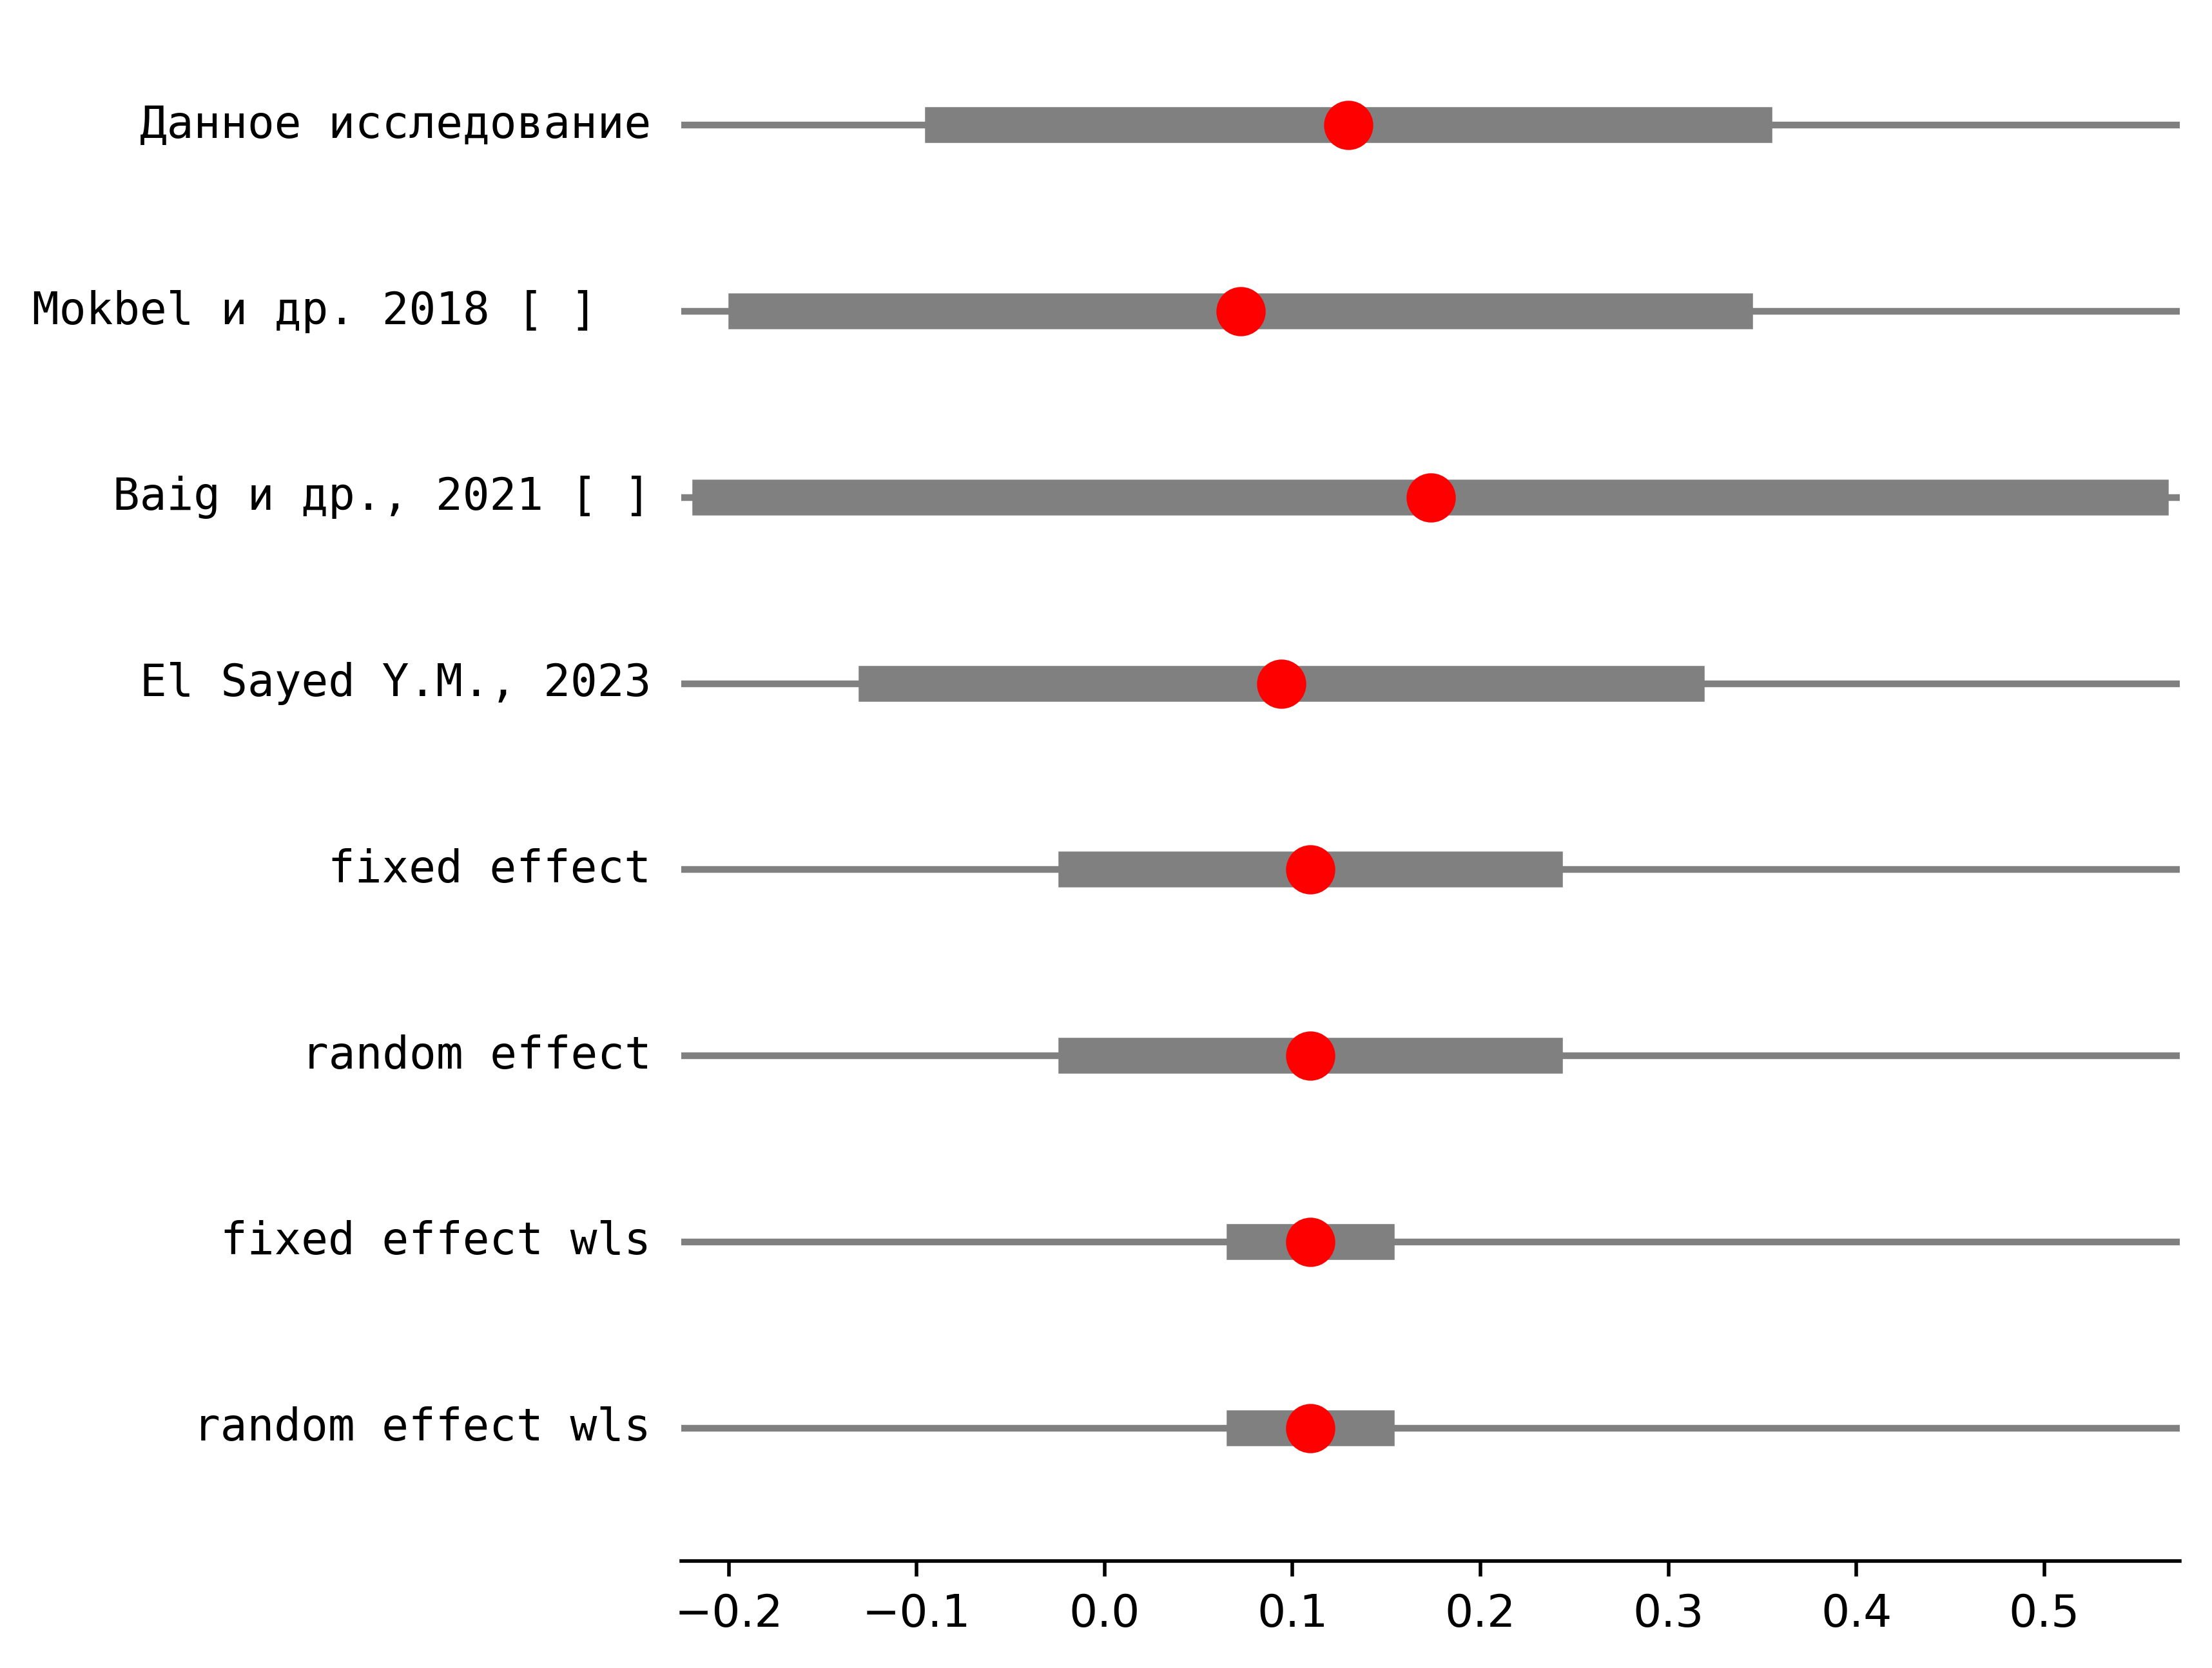 Данное исследование
Mokbel и др. 2018 [ ]
Baig и др., 2021 [ ]
El Sayed Y.M., 2023
fixed effect
random effect
fixed effect wls
random effect wls
−0.2 −0.1 0.0 0.1 0.2 0.3 0.4 0.5